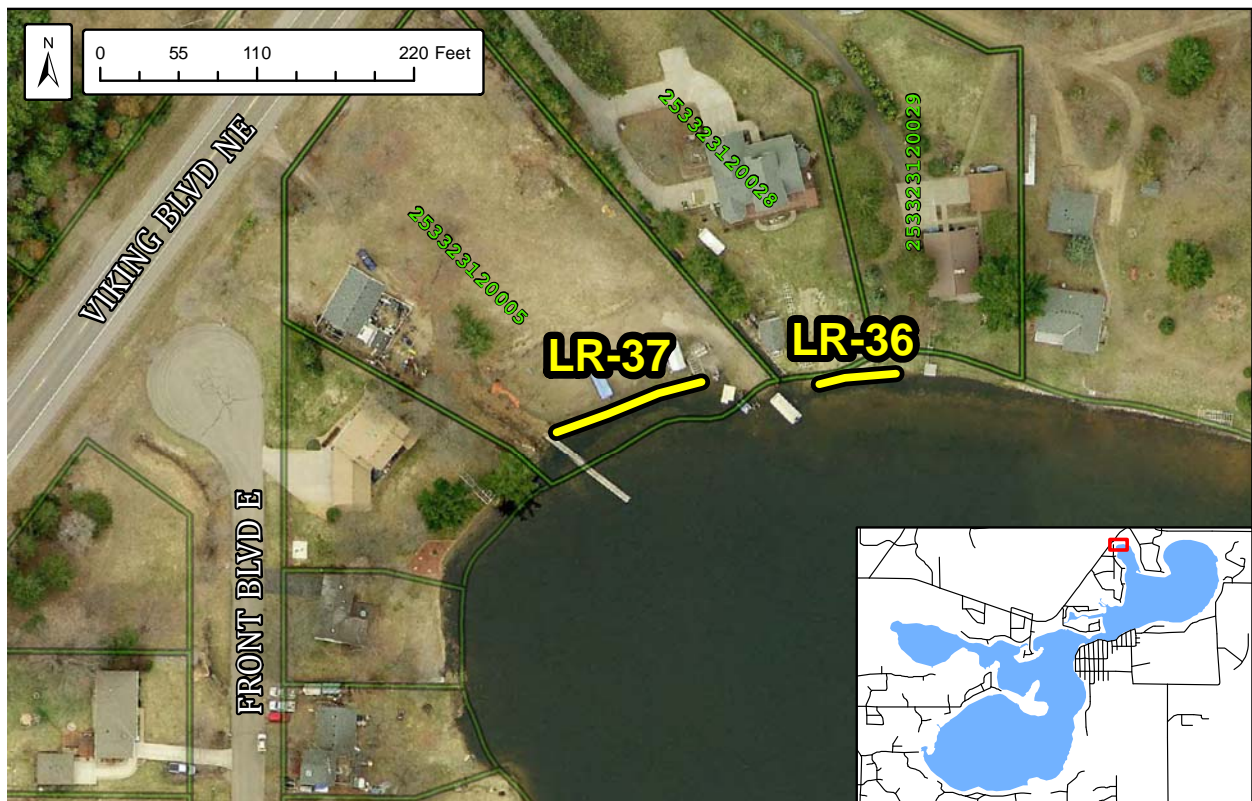 N
0 55 110 220 Feet
VIKING BLVD NE
253323120028
253323120029
253323120005
LR-37
LR-36
FRONT BLVD E